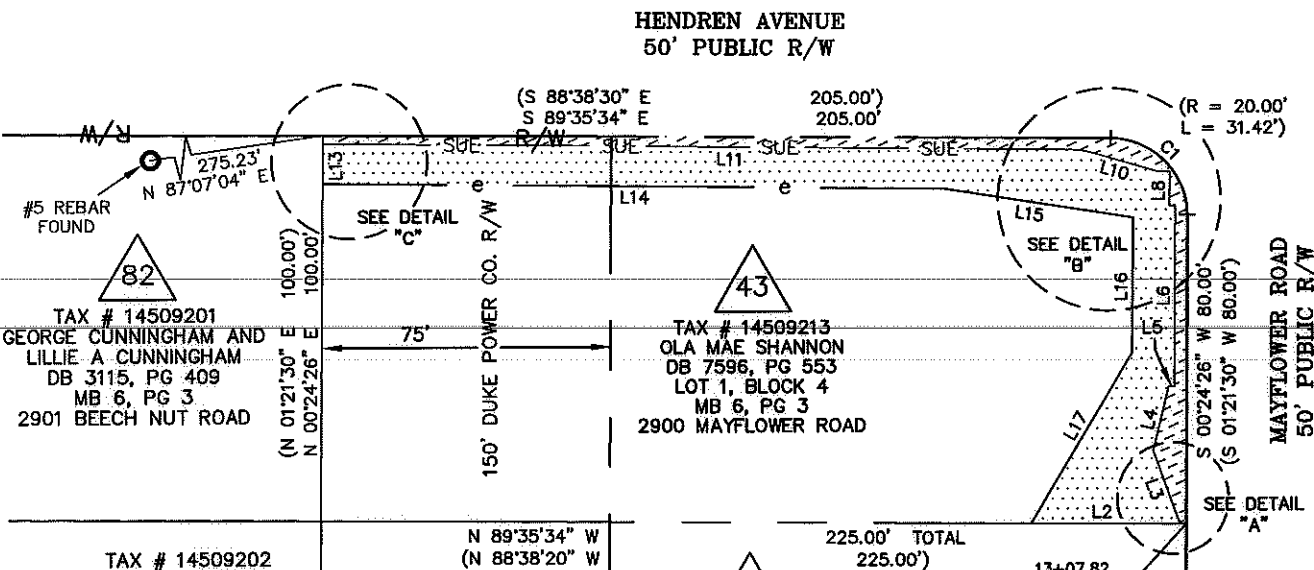 HENDREN AVENUE
50' PUBLIC R/W
(S 88°38'30" E 205.00')
S 89°35'34" E 205.00'
(R = 20.00'
L = 31.42')
R/W
SUE R/W SUE SUE SUE
C1
L10
L11
L13
L8
275.23'
N 87°07'04" E
#5 REBAR
FOUND
e e
L14
L15
SEE DETAIL
"C"
SEE DETAIL
"B"
82
TAX # 14509201
GEORGE CUNNINGHAM AND
LILLIE A CUNNINGHAM
DB 3115, PG 409
MB 6, PG 3
2901 BEECH NUT ROAD
(N 01°21'30" E 100.00')
N 00°24'26" E 100.00'
75'
150' DUKE POWER CO. R/W
43
TAX # 14509213
OLA MAE SHANNON
DB 7596, PG 553
LOT 1, BLOCK 4
MB 6, PG 3
2900 MAYFLOWER ROAD
L16
L6
L5
L4
L17
L3
L2
S 00°24'26" W 80.00'
(S 01°21'30" W 80.00')
MAYFLOWER ROAD
50' PUBLIC R/W
SEE DETAIL
"A"
N 89°35'34" W 225.00' TOTAL
(N 88°38'20" W 225.00')
TAX # 14509202
13+07.82